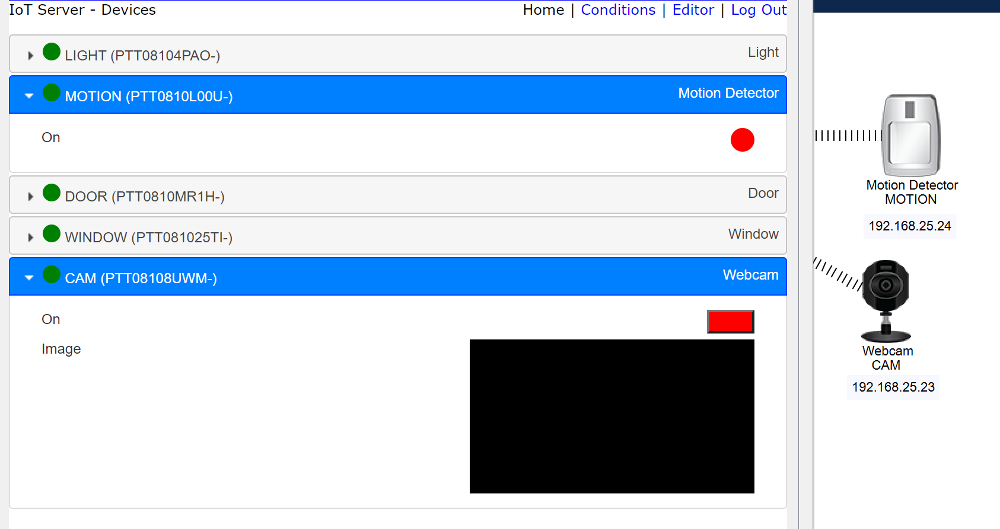 IoT Server - Devices
Home | Conditions | Editor | Log Out
LIGHT (PTT08104PAO-)
Light
MOTION (PTT0810L00U-)
Motion Detector
On
DOOR (PTT0810MR1H-)
Door
WINDOW (PTT081025TI-)
Window
CAM (PTT08108UWM-)
Webcam
On
Image
Motion Detector
MOTION
192.168.25.24
Webcam
CAM
192.168.25.23